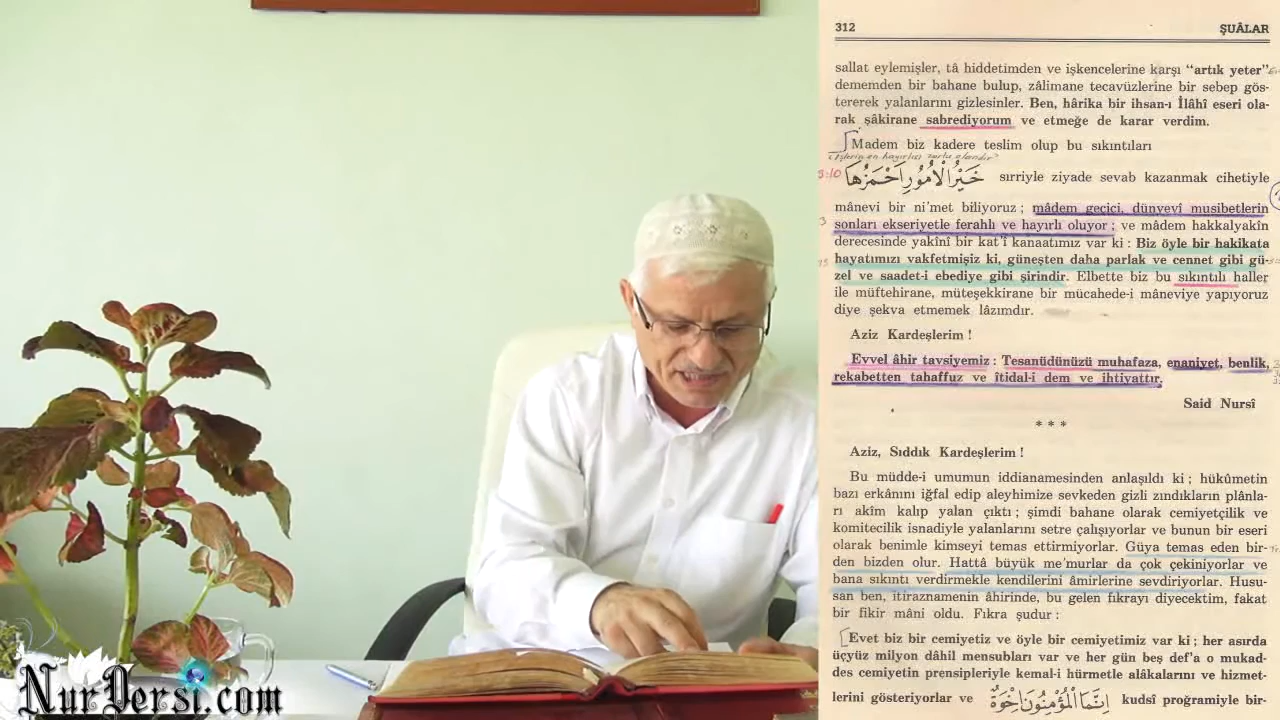 312 ŞUÂLAR
sallat eylemişler, tâ hiddetimden ve işkencelerine karşı “artık yeter”
dememden bir bahane bulup, zâlimane tecavüzlerine bir sebep gös-
tererek yalanlarını gizlesinler. Ben, hârika bir ihsan-ı İlâhî eseri ola-
rak şâkirane sabrediyorum ve etmeğe de karar verdim.
Madem biz kadere teslim olup bu sıkıntıları
خَيْرُ الْاُمُورِ اَحْمَزُهَا sırriyle ziyade sevab kazanmak cihetiyle
mânevi bir ni'met biliyoruz ; mâdem geçici, dünyevî musibetlerin
sonları ekseriyetle ferahlı ve hayırlı oluyor ; ve mâdem hakkalyakîn
derecesinde yakînî bir kat'î kanaatımız var ki : Biz öyle bir hakikata
hayatımızı vakfetmişiz ki, güneşten daha parlak ve cennet gibi gü-
zel ve saadet-i ebediye gibi şirindir. Elbette biz bu sıkıntılı haller
ile müftehirane, müteşekkirane bir mücahede-i mâneviye yapıyoruz
diye şekva etmemek lâzımdır.
Aziz Kardeşlerim !
Evvel âhir tavsiyemiz : Tesanüdünüzü muhafaza, enaniyet, benlik,
rekabetten tahaffuz ve îtidal-i dem ve ihtiyattır.
Said Nursî
* * *
Aziz, Sıddık Kardeşlerim !
Bu müdde-i umumun iddianamesinden anlaşıldı ki ; hükûmetin
bazı erkânını iğfal edip aleyhimize sevkeden gizli zındıkların plânla-
rı akîm kalıp yalan çıktı ; şimdi bahane olarak cemiyetçilik ve
komitecilik isnadiyle yalanlarını setre çalışıyorlar ve bunun bir eseri
olarak benimle kimseyi temas ettirmiyorlar. Güya temas eden bir-
den bizden olur. Hattâ büyük me'murlar da çok çekiniyorlar ve
bana sıkıntı verdirmekle kendilerini âmirlerine sevdiriyorlar. Husu-
san ben, îtiraznamenin âhirinde, bu gelen fıkrayı diyecektim, fakat
bir fikir mâni oldu. Fıkra şudur :
Evet biz bir cemiyetiz ve öyle bir cemiyetimiz var ki ; her asırda
üçyüz milyon dâhil mensubları var ve her gün beş def'a o mukad-
des cemiyetin prensipleriyle kemal-i hürmetle alâkalarını ve hizmet-
lerini gösteriyorlar ve اِنَّمَا الْمُؤْمِنُونَ اِخْوَةٌ kudsî proğramiyle bir-
NurDersi.com